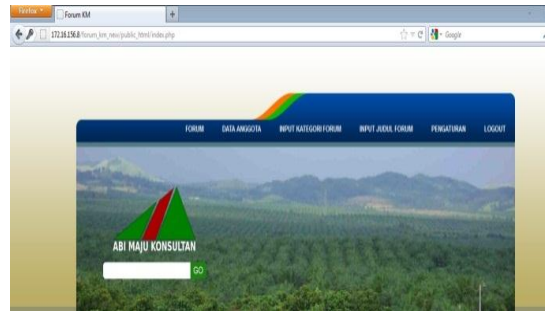 Firefox
Forum KM
+
172.16.156.8/forum_km_new/public_html/index.php
Google
FORUM DATA ANGGOTA INPUT KATEGORI FORUM INPUT JUDUL FORUM PENGATURAN LOGOUT
ABI MAJU KONSULTAN
GO